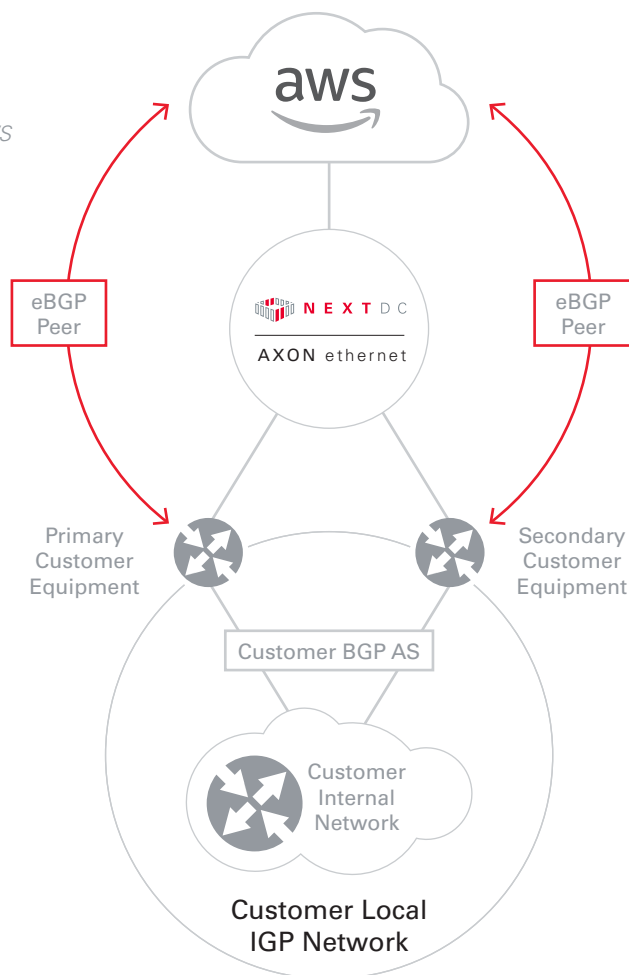 aws
eBGP
Peer
NEXTDC
AXON ethernet
eBGP
Peer
Primary
Customer
Equipment
Secondary
Customer
Equipment
Customer BGP AS
Customer
Internal
Network
Customer Local
IGP Network